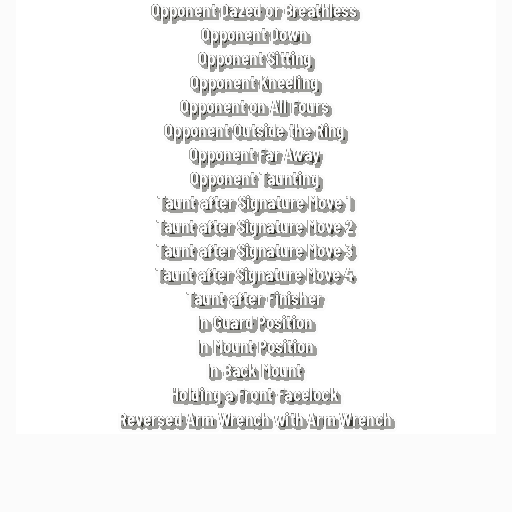 Opponent Dazed or Breathless
Opponent Down
Opponent Sitting
Opponent Kneeling
Opponent on All Fours
Opponent Outside the Ring
Opponent Far Away
Opponent Taunting
Taunt after Signature Move 1
Taunt after Signature Move 2
Taunt after Signature Move 3
Taunt after Signature Move 4
Taunt after Finisher
In Guard Position
In Mount Position
In Back Mount
Holding a Front Facelock
Reversed Arm Wrench with Arm Wrench